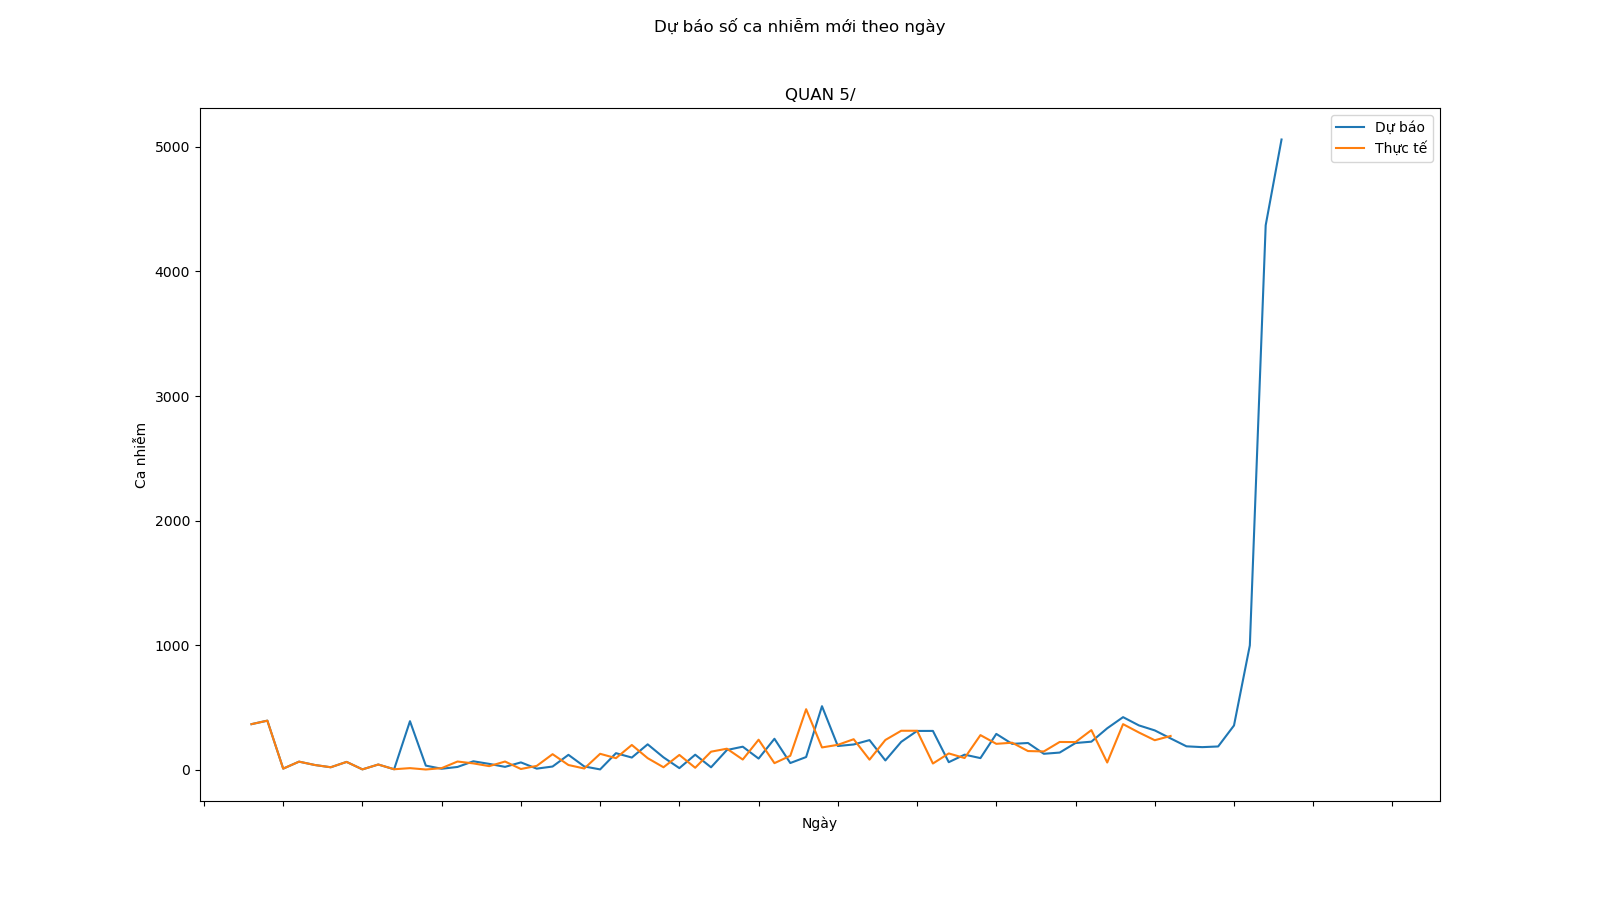 Dự báo số ca nhiễm mới theo ngày
QUAN 5/
Dự báo
Thực tế
5000
4000
3000
2000
1000
0
Ca nhiễm
Ngày